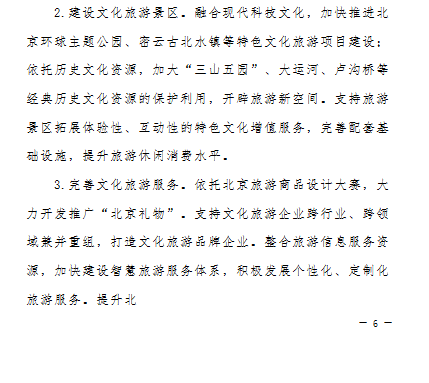 2.建设文化旅游景区。融合现代科技文化，加快推进北
京环球主题公园、密云古北水镇等特色文化旅游项目建设；
依托历史文化资源，加大“三山五园”、大运河、卢沟桥等
经典历史文化资源的保护利用，开辟旅游新空间。支持旅游
景区拓展体验性、互动性的特色文化增值服务，完善配套基
础设施，提升旅游休闲消费水平。
3.完善文化旅游服务。依托北京旅游商品设计大赛，大
力开发推广“北京礼物”。支持文化旅游企业跨行业、跨领
域兼并重组，打造文化旅游品牌企业。整合旅游信息服务资
源，加快建设智慧旅游服务体系，积极发展个性化、定制化
旅游服务。提升北
— 6 —